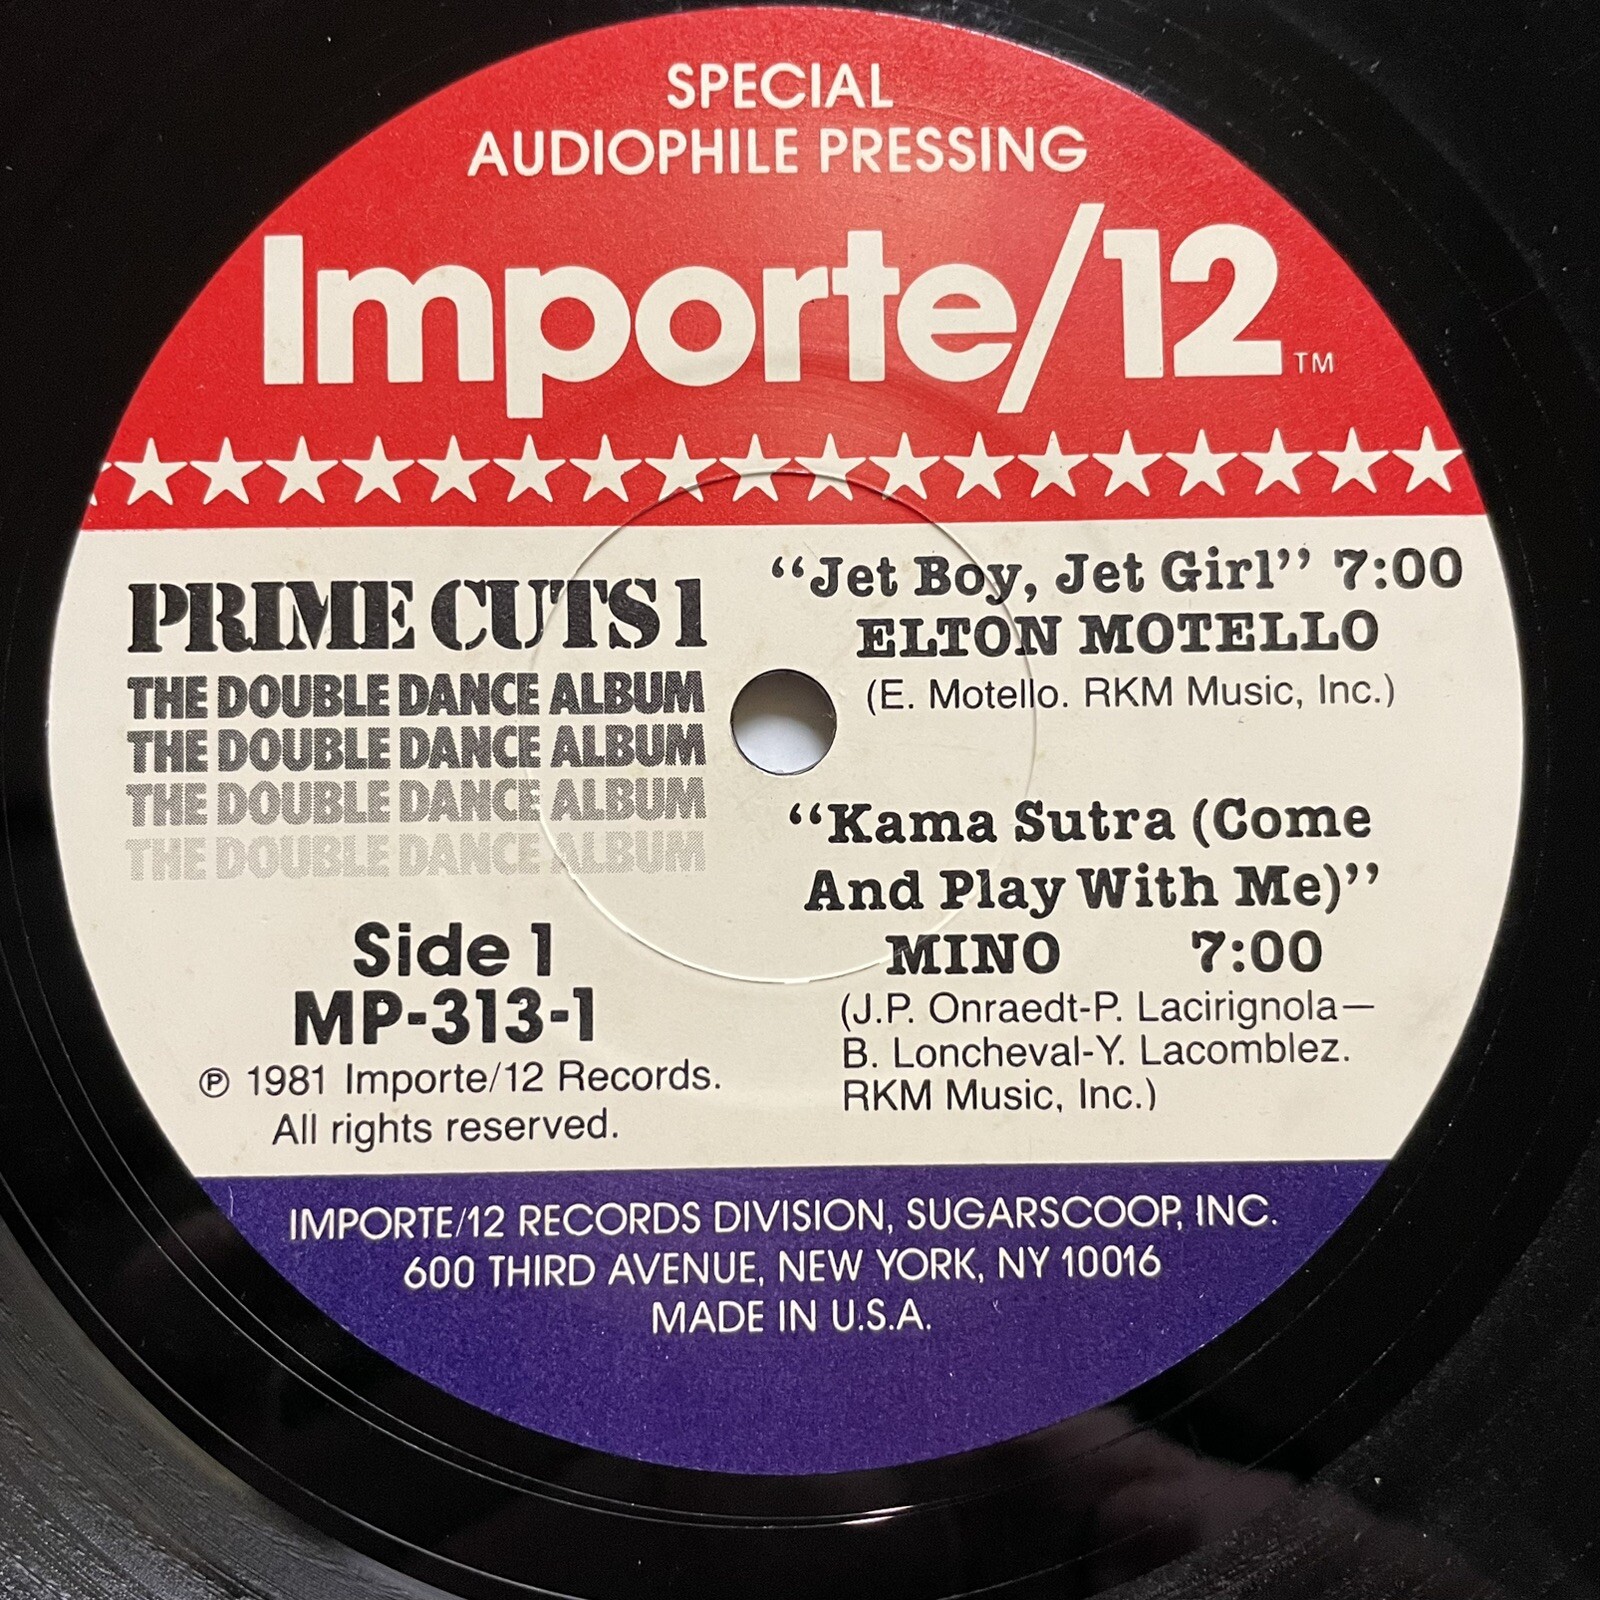 SPECIAL
AUDIOPHILE PRESSING
Importe/12 TM
PRIME CUTS 1
THE DOUBLE DANCE ALBUM
THE DOUBLE DANCE ALBUM
THE DOUBLE DANCE ALBUM
THE DOUBLE DANCE ALBUM
Side 1
MP-313-1
℗ 1981 Importe/12 Records.
All rights reserved.
“Jet Boy, Jet Girl” 7:00
ELTON MOTELLO
(E. Motello. RKM Music, Inc.)
“Kama Sutra (Come
And Play With Me)”
MINO 7:00
(J.P. Onraedt-P. Lacirignola—
B. Loncheval-Y. Lacomblez.
RKM Music, Inc.)
IMPORTE/12 RECORDS DIVISION, SUGARSCOOP, INC.
600 THIRD AVENUE, NEW YORK, NY 10016
MADE IN U.S.A.